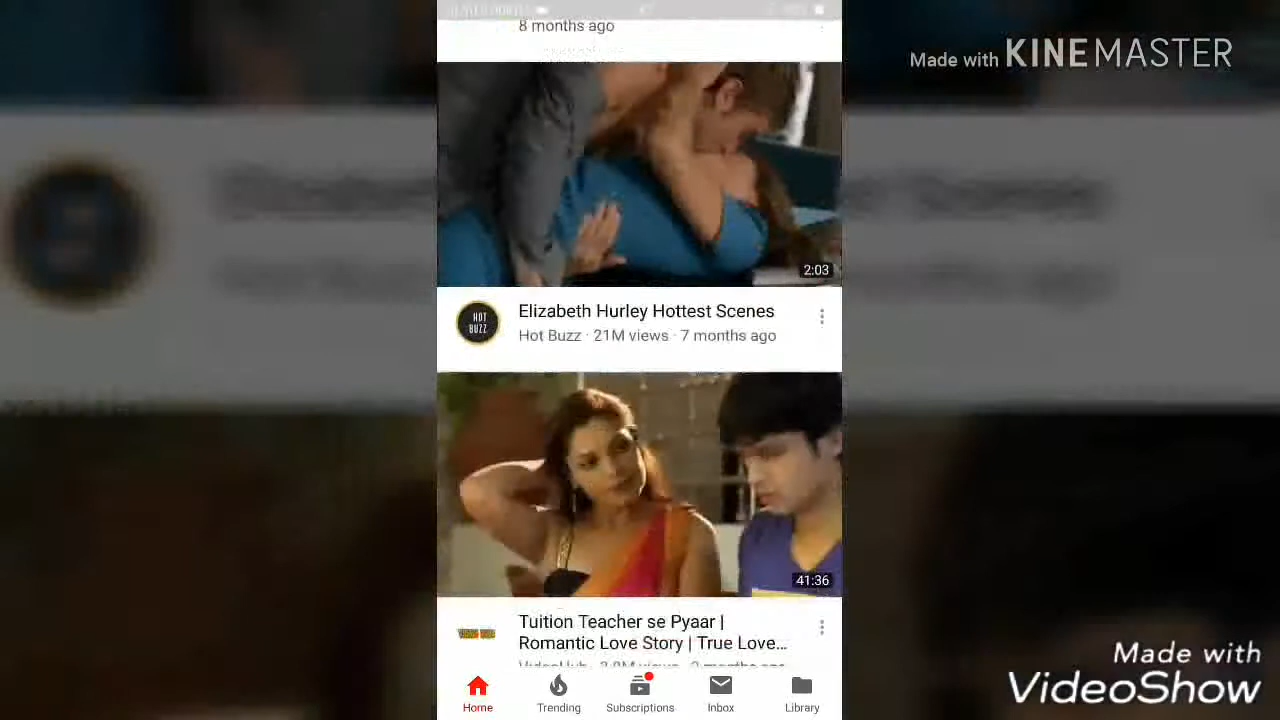 8 months ago
Made with KINEMASTER
2:03
Elizabeth Hurley Hottest Scenes
HOT
BUZZ
Hot Buzz · 21M views · 7 months ago
41:36
Tuition Teacher se Pyaar |
Romantic Love Story | True Love...
Made with
VideoShow
Home
Trending
Subscriptions
Inbox
Library